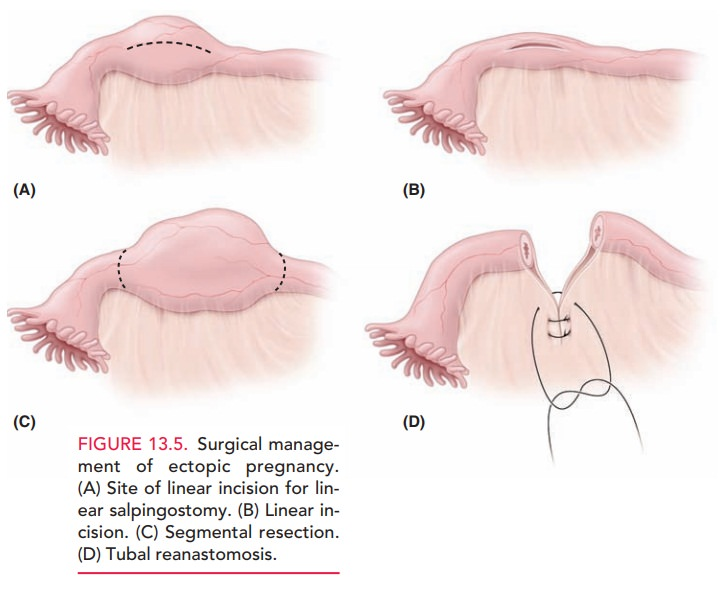 (A)
(B)
(C)
(D)
FIGURE 13.5. Surgical manage-
ment of ectopic pregnancy.
(A) Site of linear incision for lin-
ear salpingostomy. (B) Linear in-
cision. (C) Segmental resection.
(D) Tubal reanastomosis.